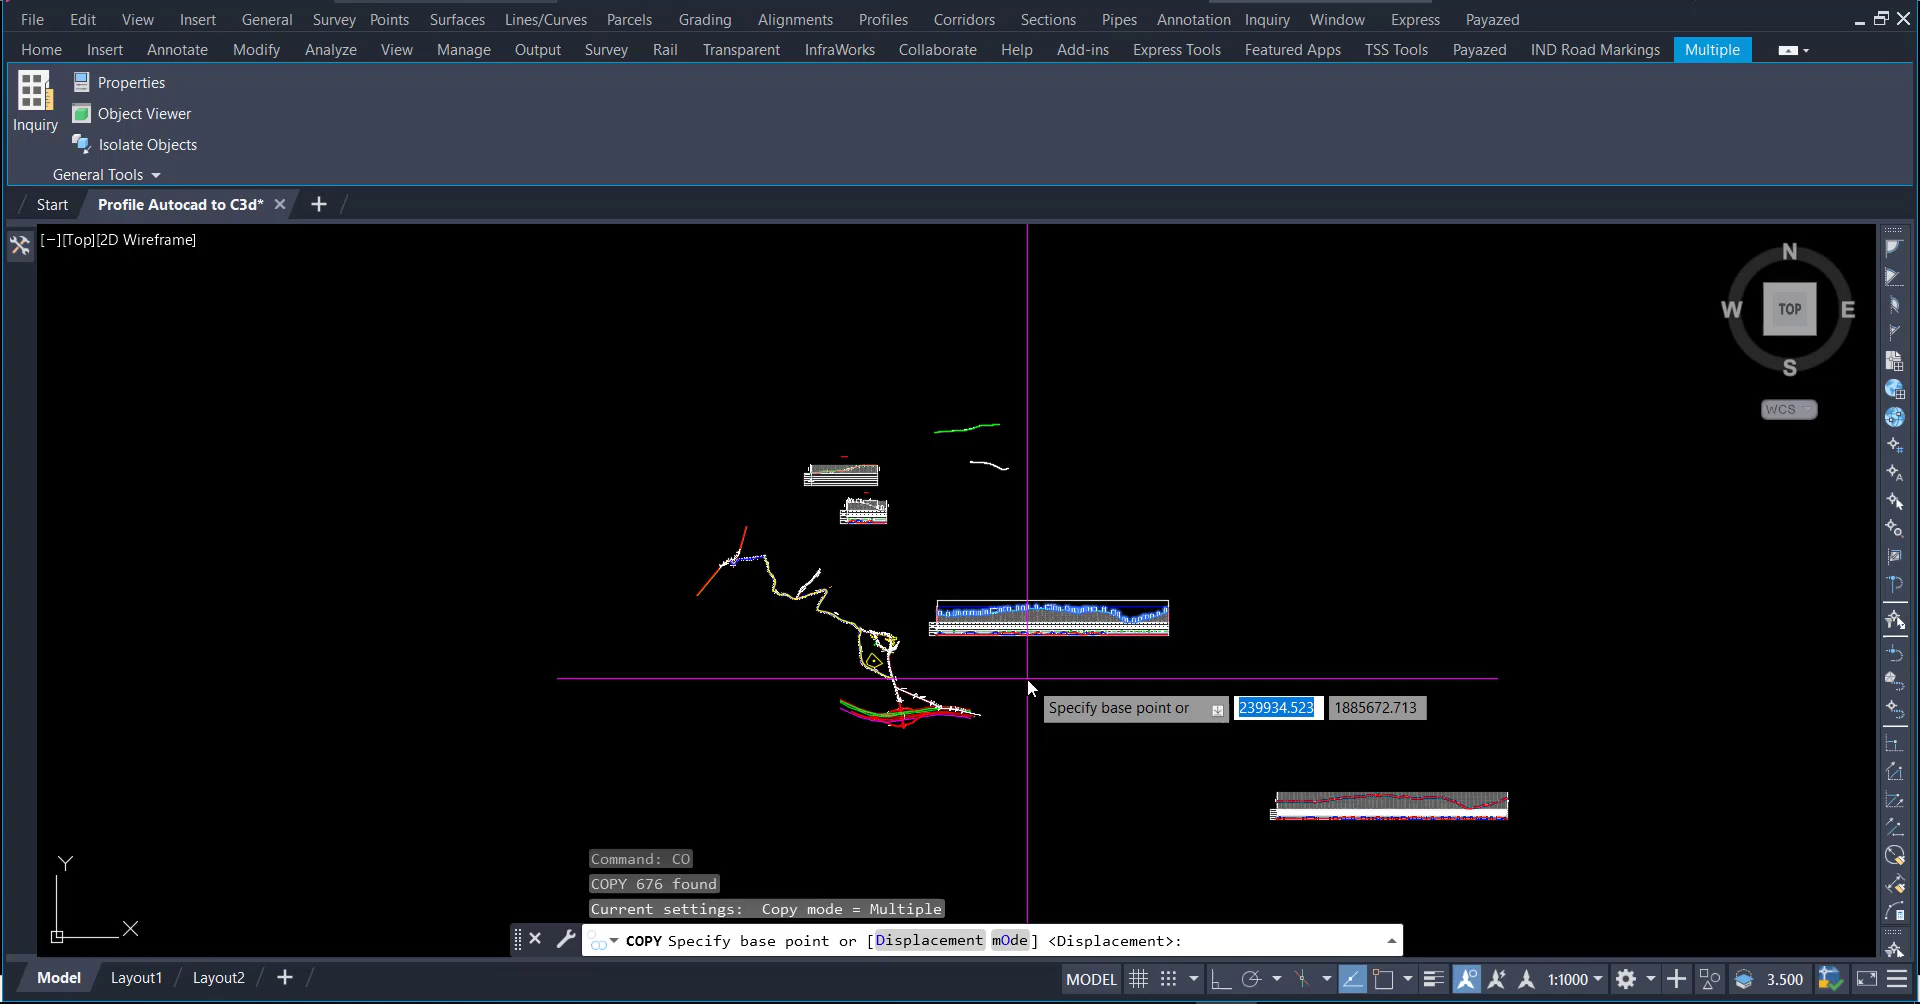 File Edit View Insert General Survey Points Surfaces Lines/Curves Parcels Grading Alignments Profiles Corridors Sections Pipes Annotation Inquiry Window Express Payazed
Home Insert Annotate Modify Analyze View Manage Output Survey Rail Transparent InfraWorks Collaborate Help Add-ins Express Tools Featured Apps TSS Tools Payazed IND Road Markings Multiple
Properties
Object Viewer
Inquiry
Isolate Objects
General Tools
Start Profile Autocad to C3d*
[−][Top][2D Wireframe]
N
W TOP E
S
WCS
Specify base point or 239934.523 1885672.713
Command: CO
COPY 676 found
Current settings: Copy mode = Multiple
COPY Specify base point or [Displacement mOde] <Displacement>:
Y
X
Model Layout1 Layout2 MODEL 1:1000 3.500